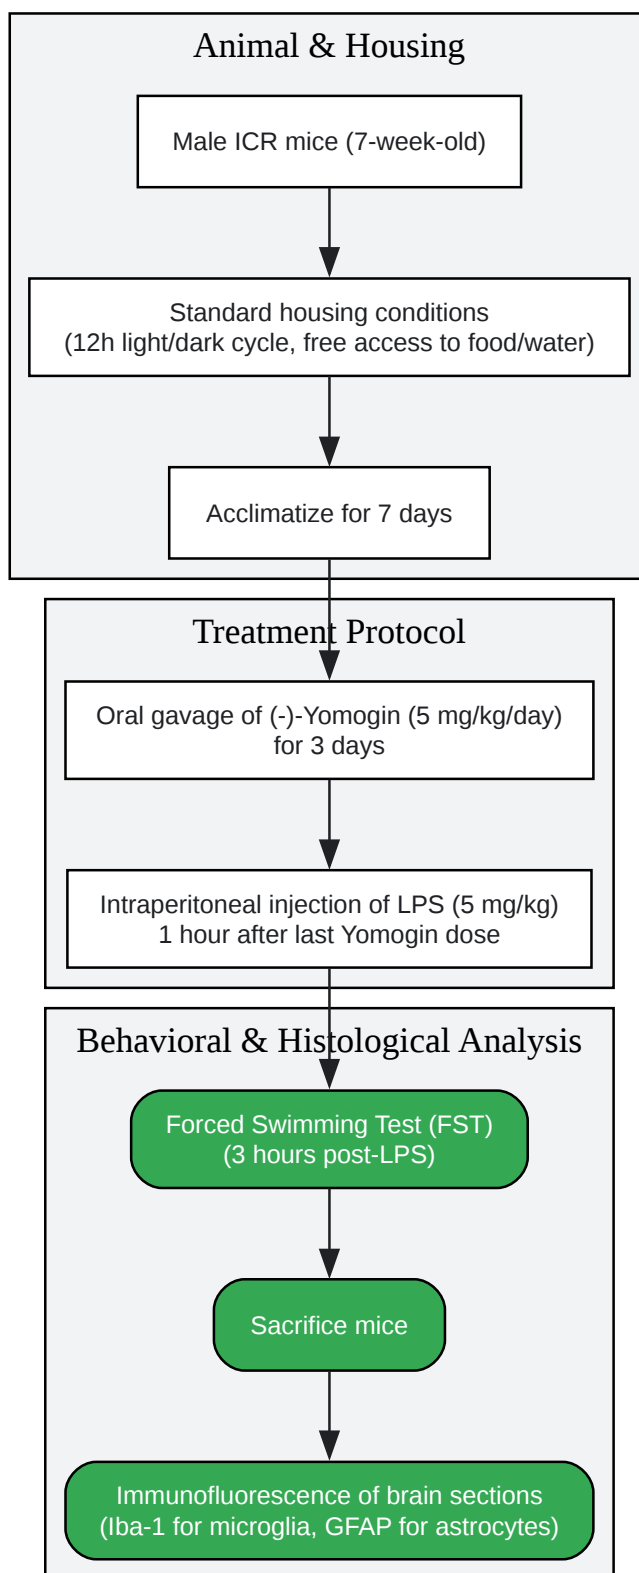 Animal & Housing
Male ICR mice (7-week-old)
Standard housing conditions
(12h light/dark cycle, free access to food/water)
Acclimatize for 7 days
Treatment Protocol
Oral gavage of (-)-Yomogin (5 mg/kg/day)
for 3 days
Intraperitoneal injection of LPS (5 mg/kg)
1 hour after last Yomogin dose
Behavioral & Histological Analysis
Forced Swimming Test (FST)
(3 hours post-LPS)
Sacrifice mice
Immunofluorescence of brain sections
(Iba-1 for microglia, GFAP for astrocytes)